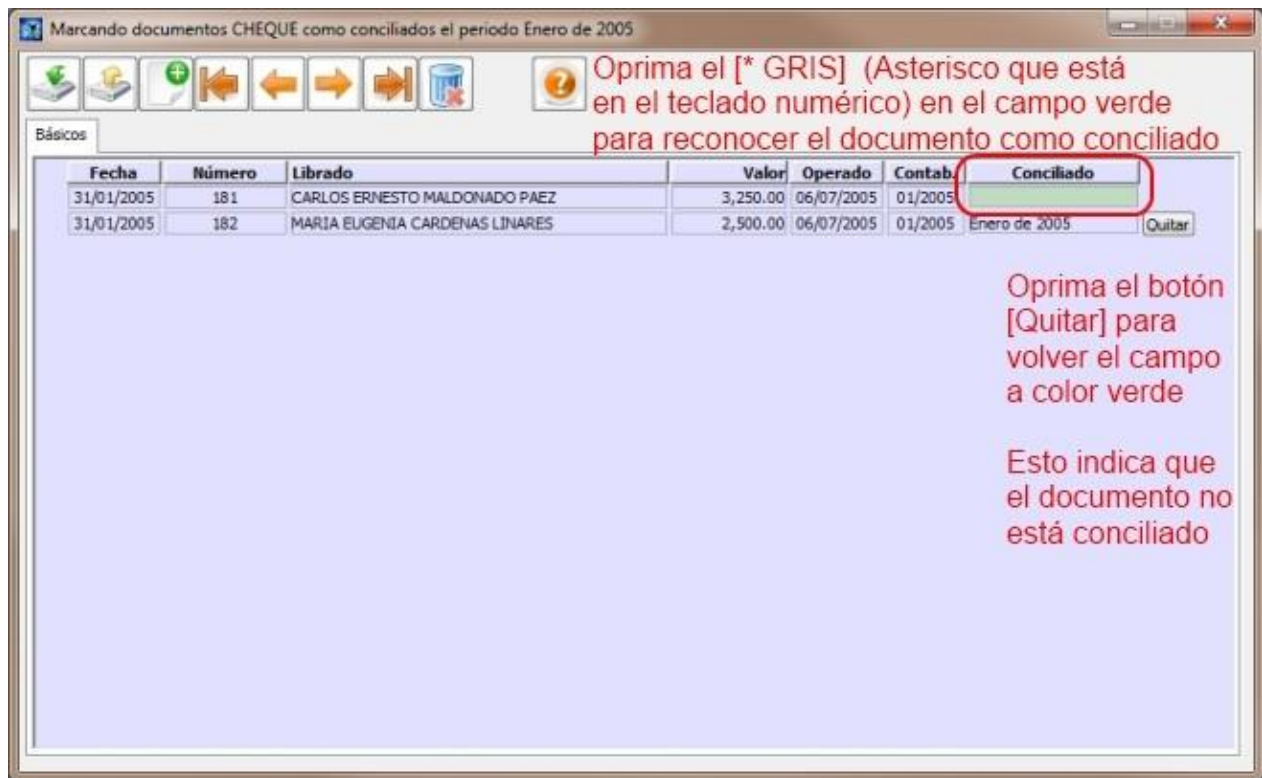 Marcando documentos CHEQUE como conciliados el periodo Enero de 2005
Oprima el [* GRIS] (Asterisco que está
en el teclado numérico) en el campo verde
para reconocer el documento como conciliado
Básicos
Fecha Número Librado Valor Operado Contab. Conciliado
31/01/2005 181 CARLOS ERNESTO MALDONADO PAEZ 3,250.00 06/07/2005 01/2005
31/01/2005 182 MARIA EUGENIA CARDENAS LINARES 2,500.00 06/07/2005 01/2005 Enero de 2005 Quitar
Oprima el botón
[Quitar] para
volver el campo
a color verde
Esto indica que
el documento no
está conciliado